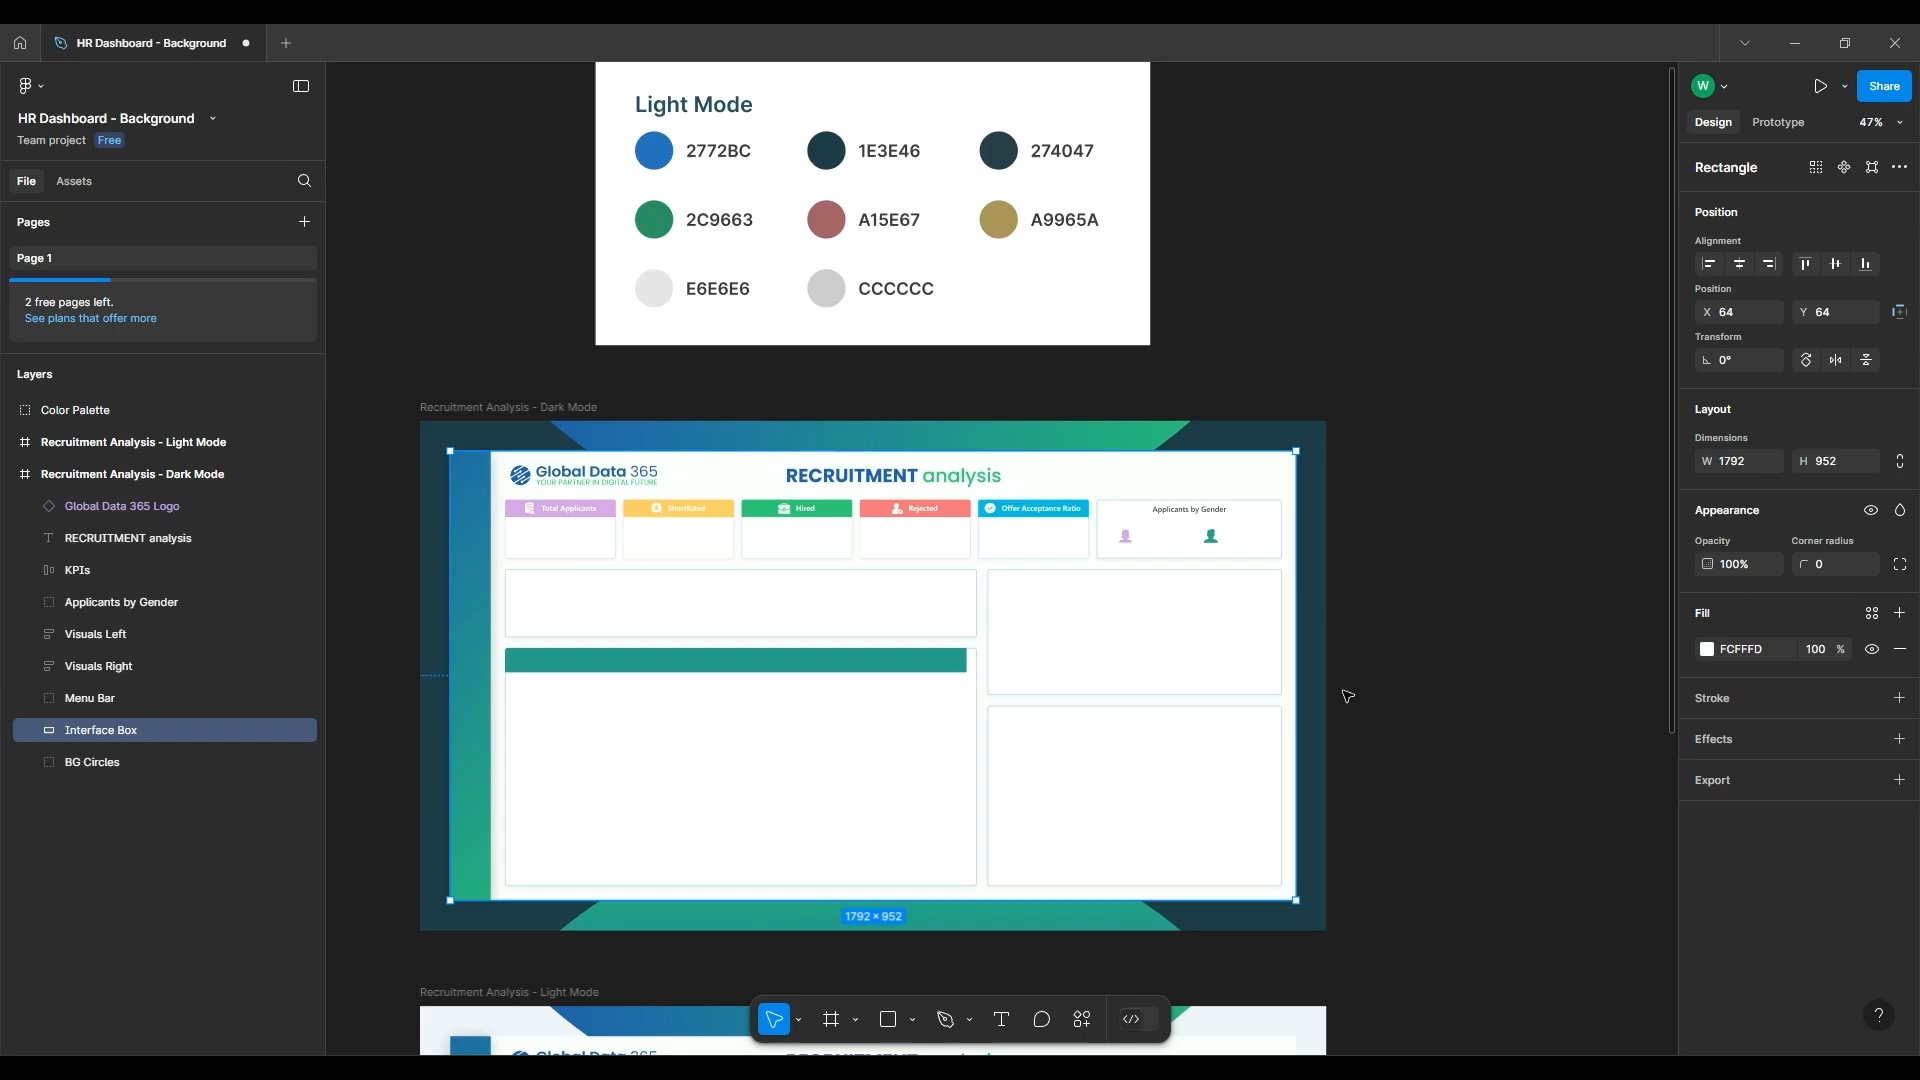 HR Dashboard - Background
HR Dashboard - Background
Team project Free
File Assets
Pages
Page 1
2 free pages left.
See plans that offer more
Layers
Color Palette
Recruitment Analysis - Light Mode
Recruitment Analysis - Dark Mode
Global Data 365 Logo
RECRUITMENT analysis
KPIs
Applicants by Gender
Visuals Left
Visuals Right
Menu Bar
Interface Box
BG Circles
Light Mode
2772BC 1E3E46 274047
2C9663 A15E67 A9965A
E6E6E6 CCCCCC
Recruitment Analysis - Dark Mode
Global Data 365
YOUR PARTNER IN DIGITAL FUTURE
RECRUITMENT analysis
Total Applicants Shortlisted Hired Rejected Offer Acceptance Ratio Applicants by Gender
1792 × 952
Recruitment Analysis - Light Mode
Global Data 365
RECRUITMENT analysis
W
Share
Design Prototype 47%
Rectangle
Position
Alignment
Position
X 64 Y 64
Transform
0°
Layout
Dimensions
W 1792 H 952
Appearance
Opacity Corner radius
100% 0
Fill
FCFFFD 100 %
Stroke
Effects
Export
?